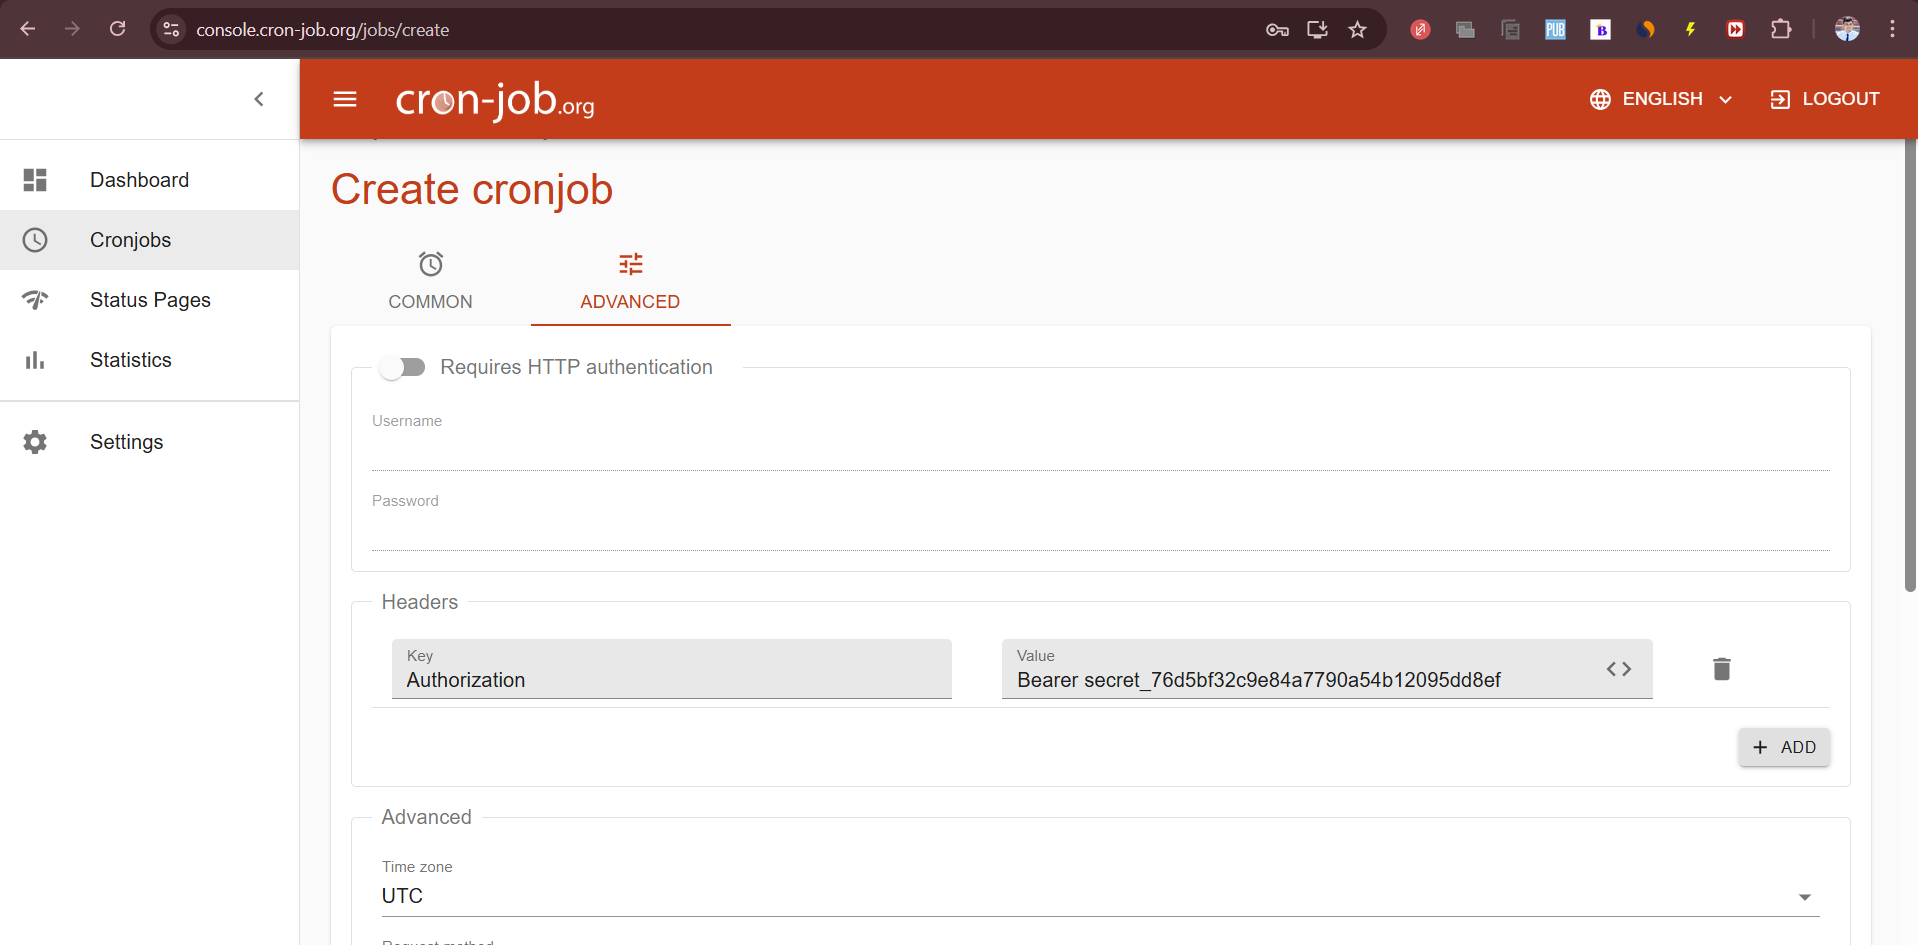 console.cron-job.org/jobs/create
PUB
B
cron-job.org
ENGLISH
LOGOUT
Dashboard
Cronjobs
Status Pages
Statistics
Settings
Create cronjob
COMMON
ADVANCED
Requires HTTP authentication
Username
Password
Headers
Key
Authorization
Value
Bearer secret_76d5bf32c9e84a7790a54b12095dd8ef
ADD
Advanced
Time zone
UTC
Request method